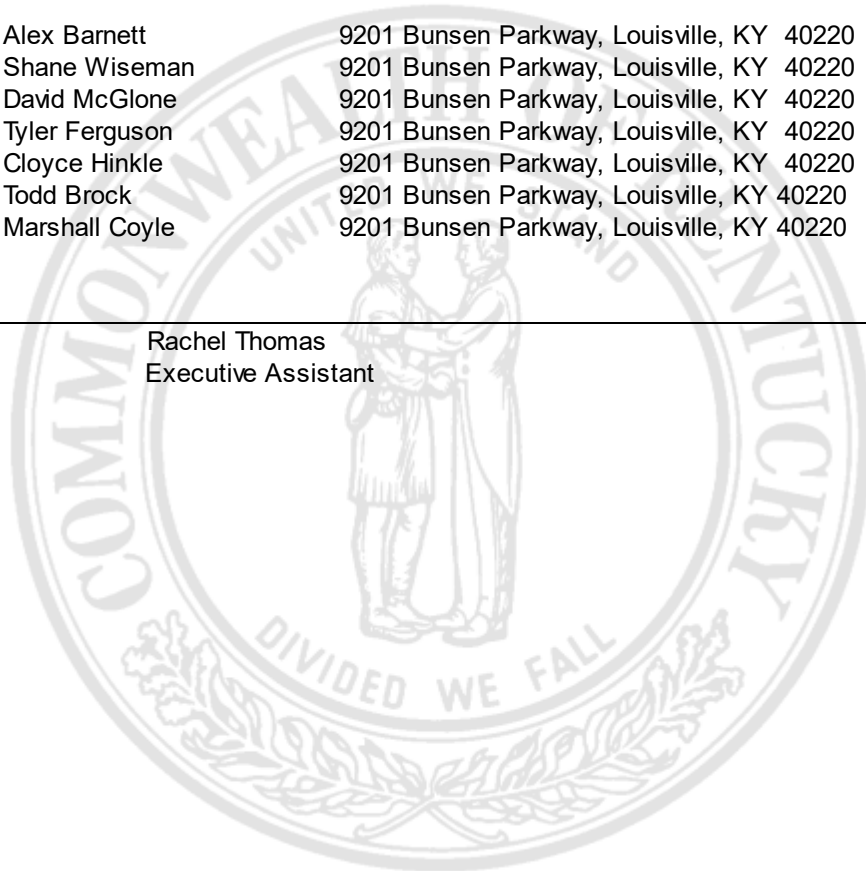 Alex Barnett 9201 Bunsen Parkway, Louisville, KY 40220
Shane Wiseman 9201 Bunsen Parkway, Louisville, KY 40220
David McGlone 9201 Bunsen Parkway, Louisville, KY 40220
Tyler Ferguson 9201 Bunsen Parkway, Louisville, KY 40220
Cloyce Hinkle 9201 Bunsen Parkway, Louisville, KY 40220
Todd Brock 9201 Bunsen Parkway, Louisville, KY 40220
Marshall Coyle 9201 Bunsen Parkway, Louisville, KY 40220
Rachel Thomas
Executive Assistant
COMMONWEALTH OF KENTUCKY
UNITED WE STAND
DIVIDED WE FALL